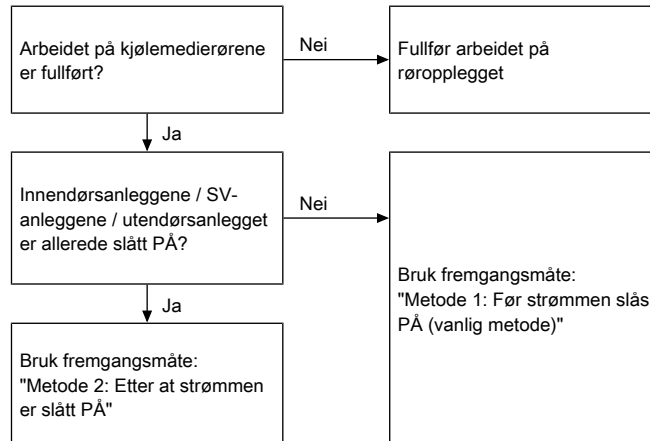 Arbeidet på kjølemedierørene
er fullført?
Nei
Fullfør arbeidet på
røropplegget
Ja
Innendørsanleggene / SV-
anleggene / utendørsanlegget
er allerede slått PÅ?
Nei
Bruk fremgangsmåte:
"Metode 1: Før strømmen slås
PÅ (vanlig metode)"
Ja
Bruk fremgangsmåte:
"Metode 2: Etter at strømmen
er slått PÅ"